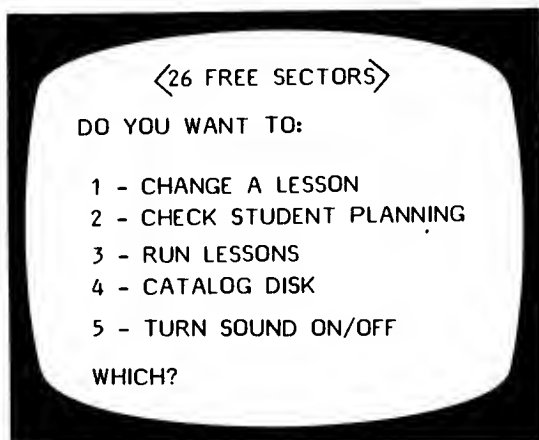 <26 FREE SECTORS>
DO YOU WANT TO:
1 - CHANGE A LESSON
2 - CHECK STUDENT PLANNING
3 - RUN LESSONS
4 - CATALOG DISK
5 - TURN SOUND ON/OFF
WHICH?